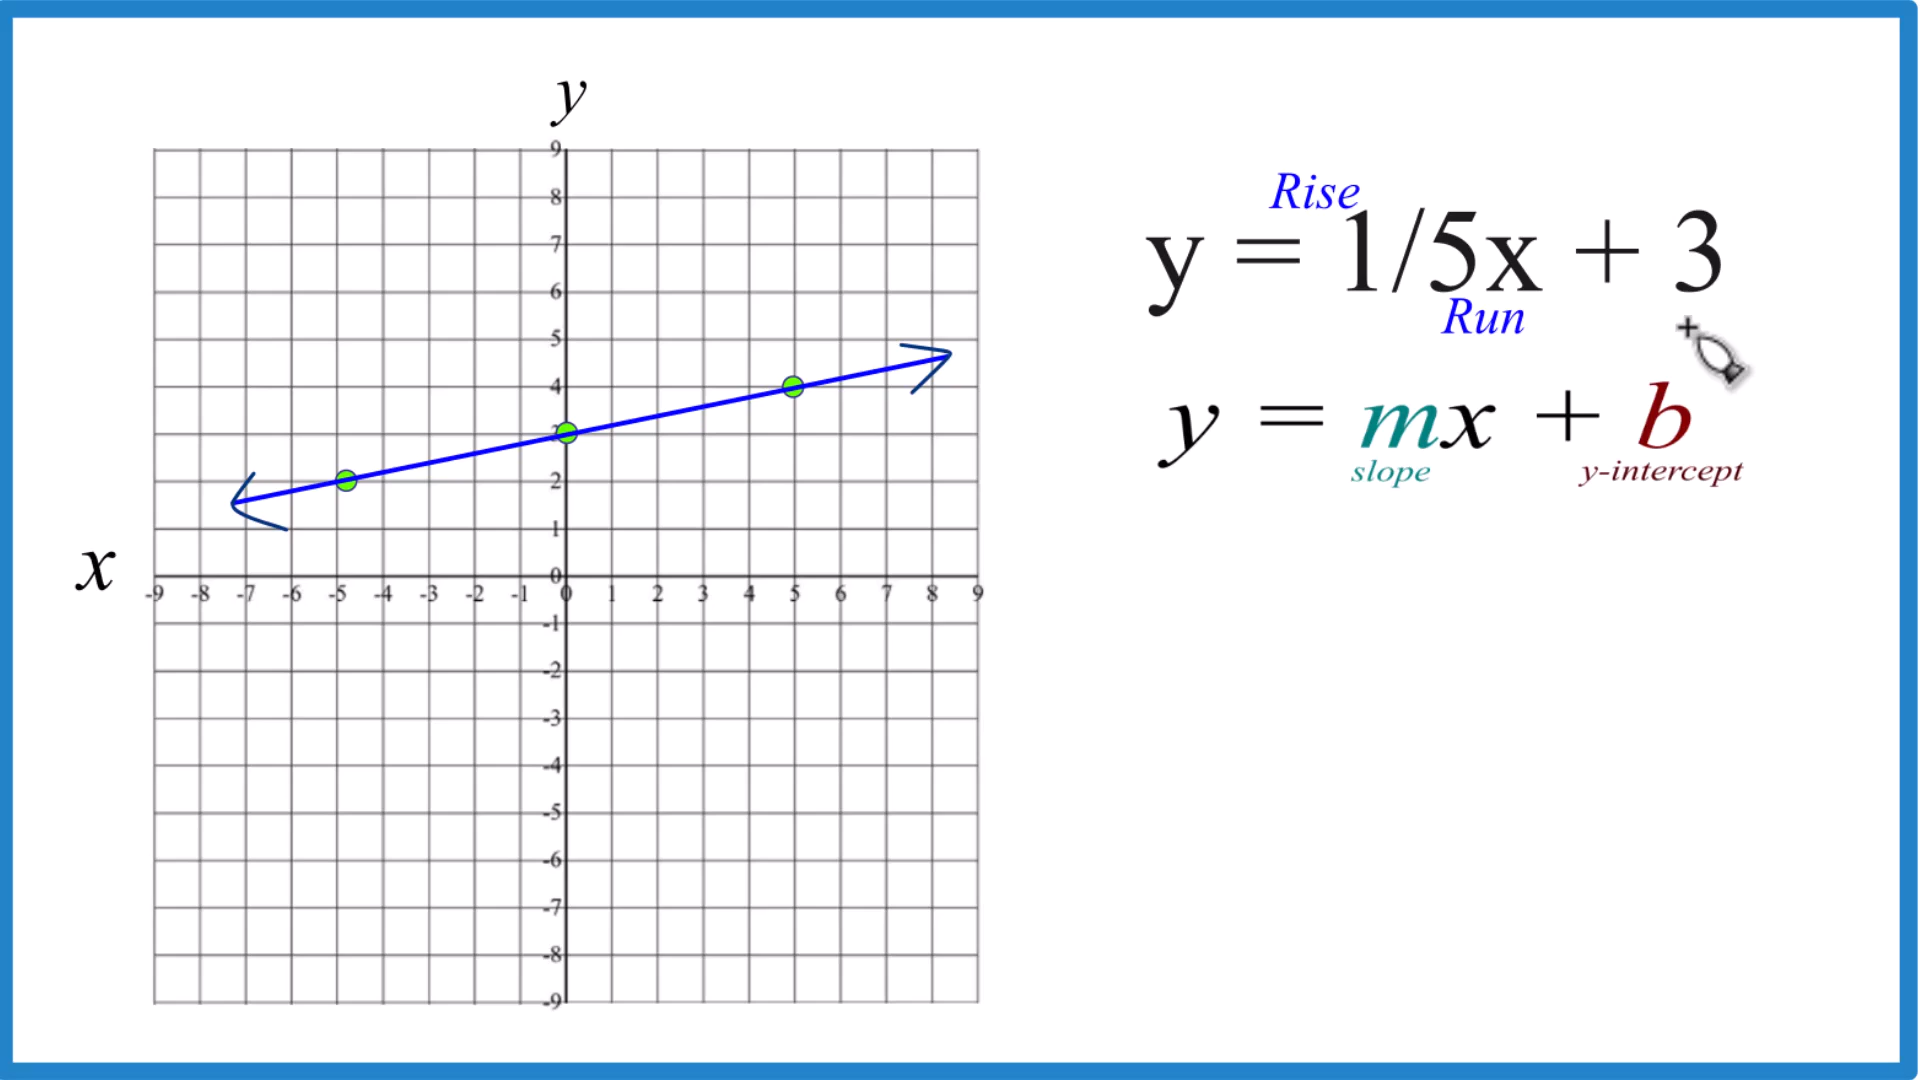 y
9
8
7
6
5
4
3
2
1
0
x
-9 -8 -7 -6 -5 -4 -3 -2 -1 0 1 2 3 4 5 6 7 8 9
-1
-2
-3
-4
-5
-6
-7
-8
-9
Rise
y = 1/5x + 3
Run
y = mx + b
slope y-intercept